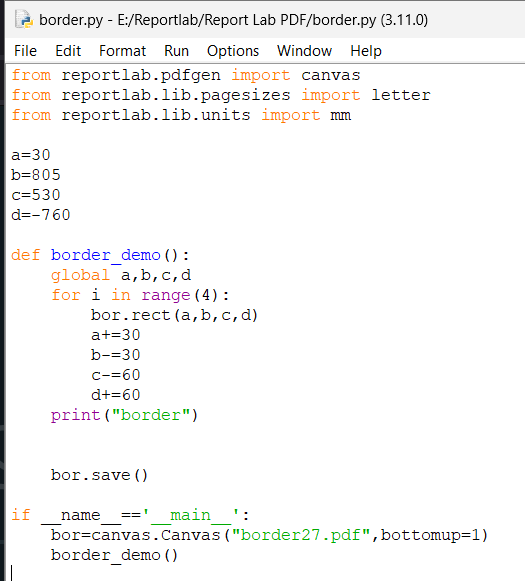 border.py - E:/Reportlab/Report Lab PDF/border.py (3.11.0)
File Edit Format Run Options Window Help
from reportlab.pdfgen import canvas
from reportlab.lib.pagesizes import letter
from reportlab.lib.units import mm

a=30
b=805
c=530
d=-760

def border_demo():
    global a,b,c,d
    for i in range(4):
        bor.rect(a,b,c,d)
        a+=30
        b-=30
        c-=60
        d+=60
    print("border")


    bor.save()

if __name__=='__main__':
    bor=canvas.Canvas("border27.pdf",bottomup=1)
    border_demo()